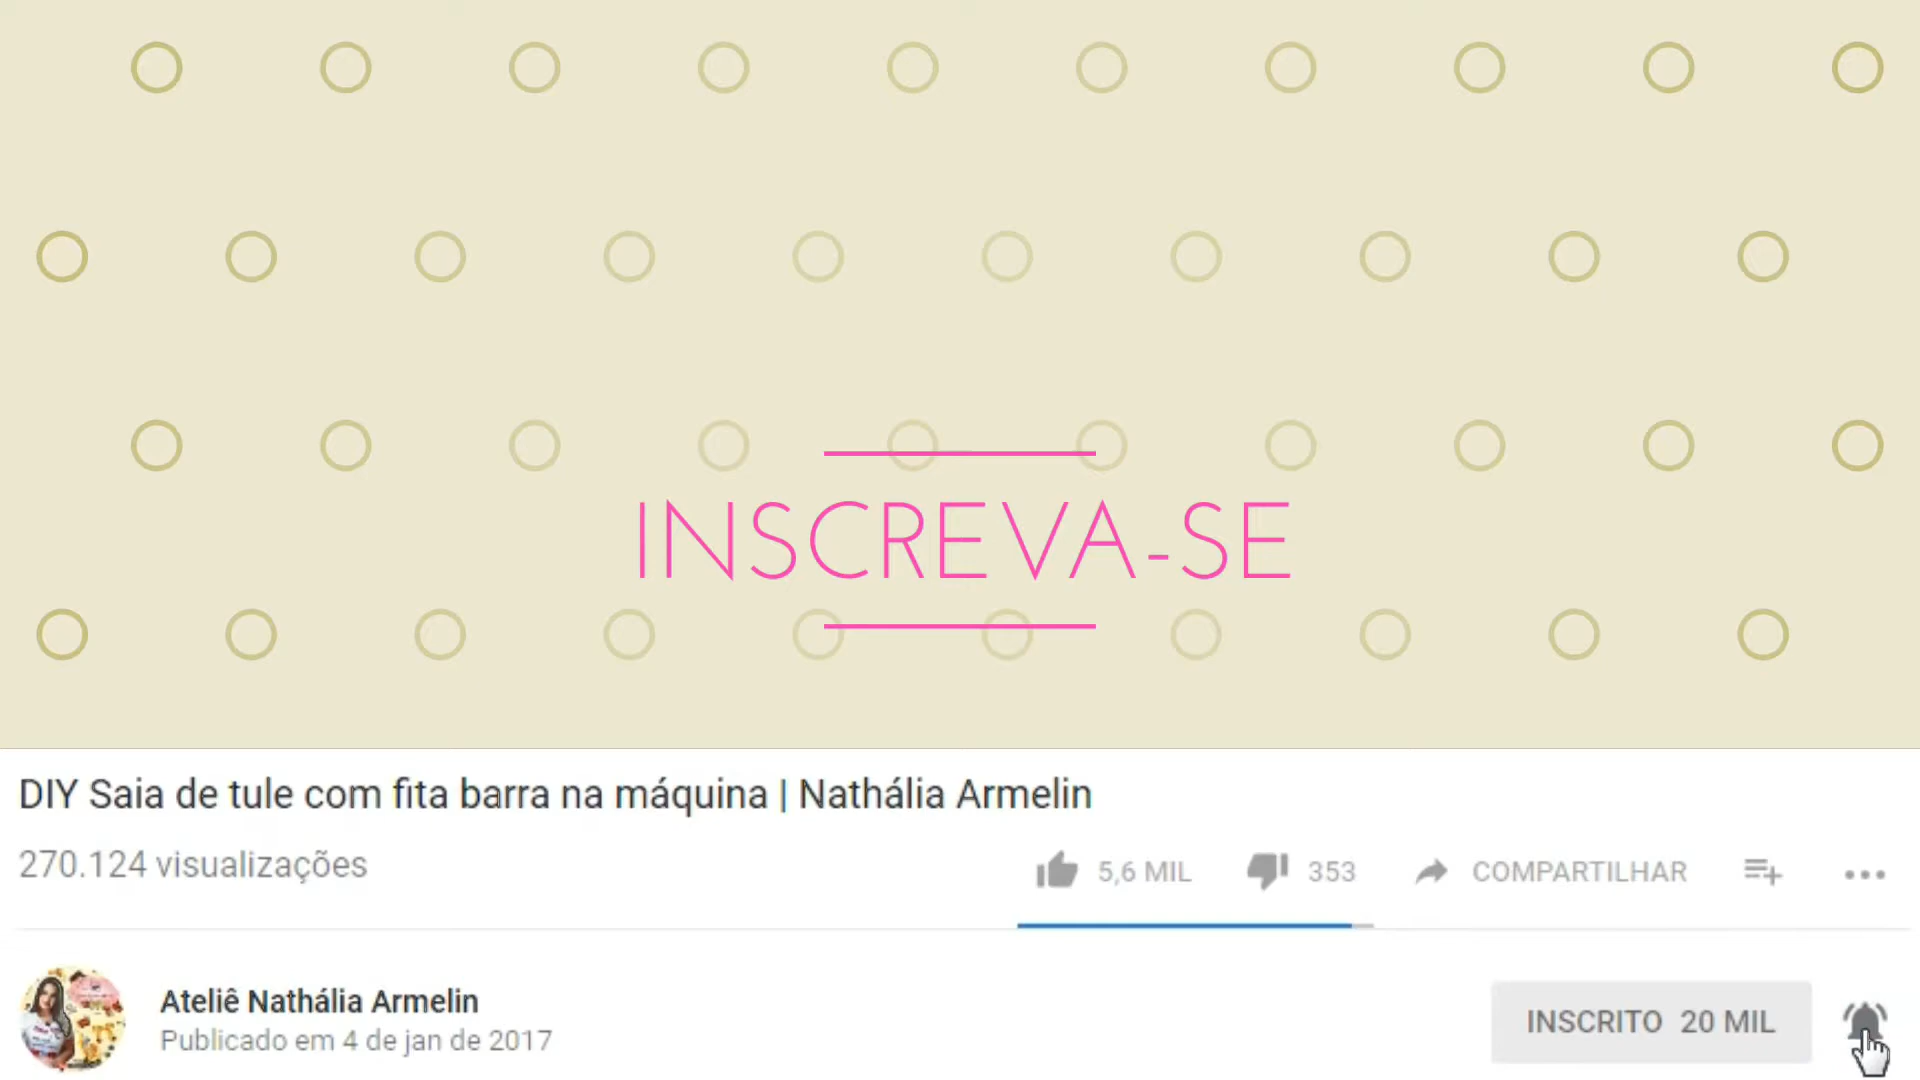 INSCREVA-SE
DIY Saia de tule com fita barra na máquina | Nathália Armelin
270.124 visualizações
5,6 MIL
353
COMPARTILHAR
Ateliê Nathália Armelin
Publicado em 4 de jan de 2017
INSCRITO 20 MIL